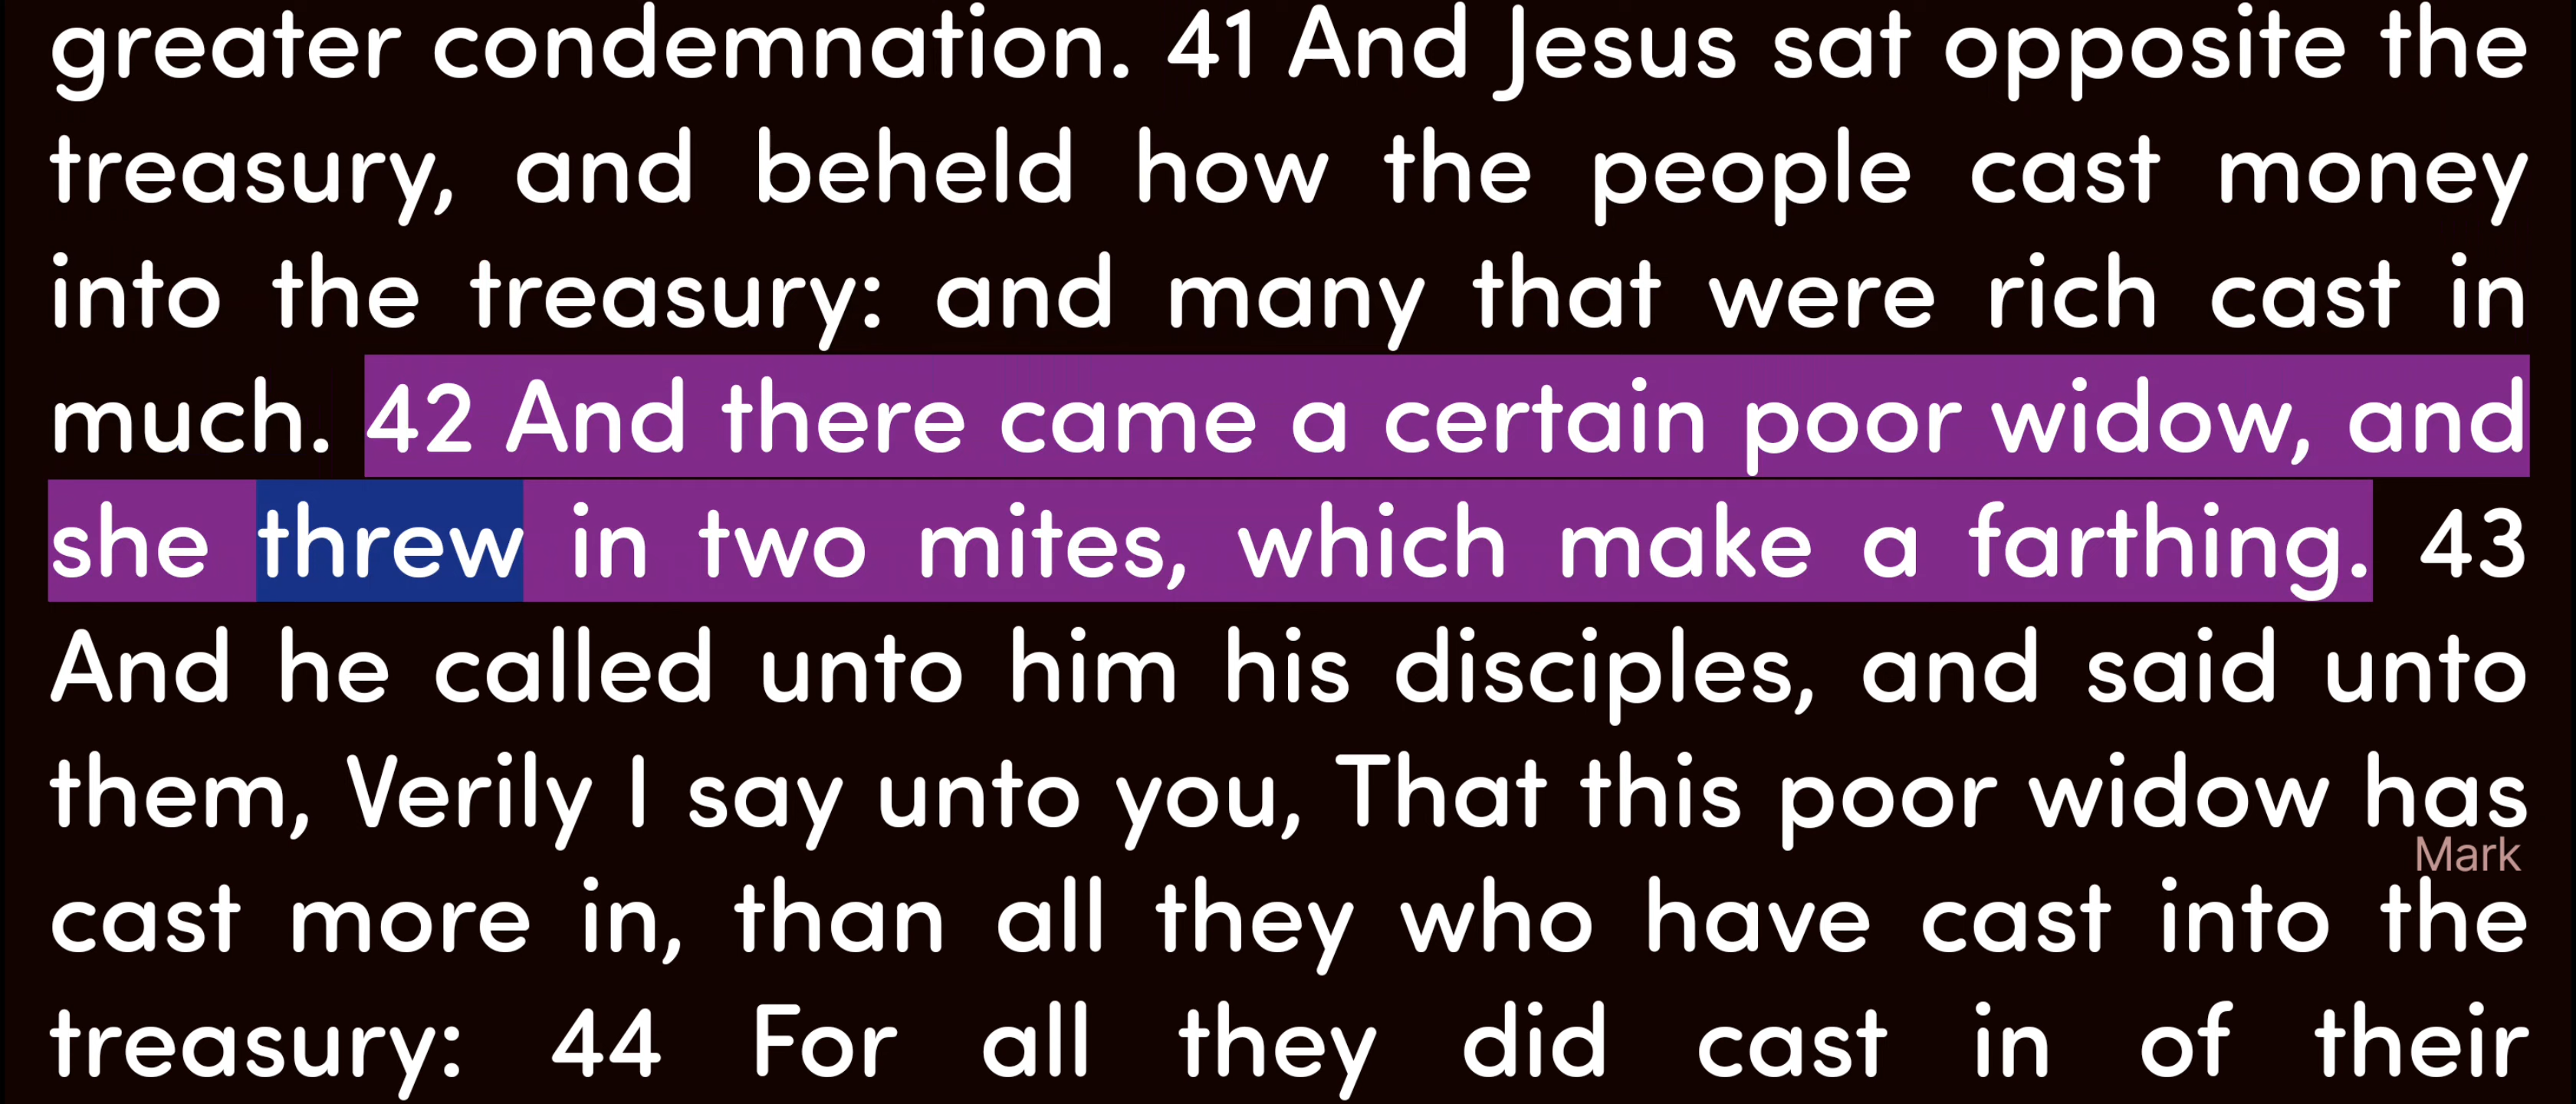 greater condemnation. 41 And Jesus sat opposite the
treasury, and beheld how the people cast money
into the treasury: and many that were rich cast in
much. 42 And there came a certain poor widow, and
she threw in two mites, which make a farthing. 43
And he called unto him his disciples, and said unto
them, Verily I say unto you, That this poor widow has
Mark
cast more in, than all they who have cast into the
treasury: 44 For all they did cast in of their